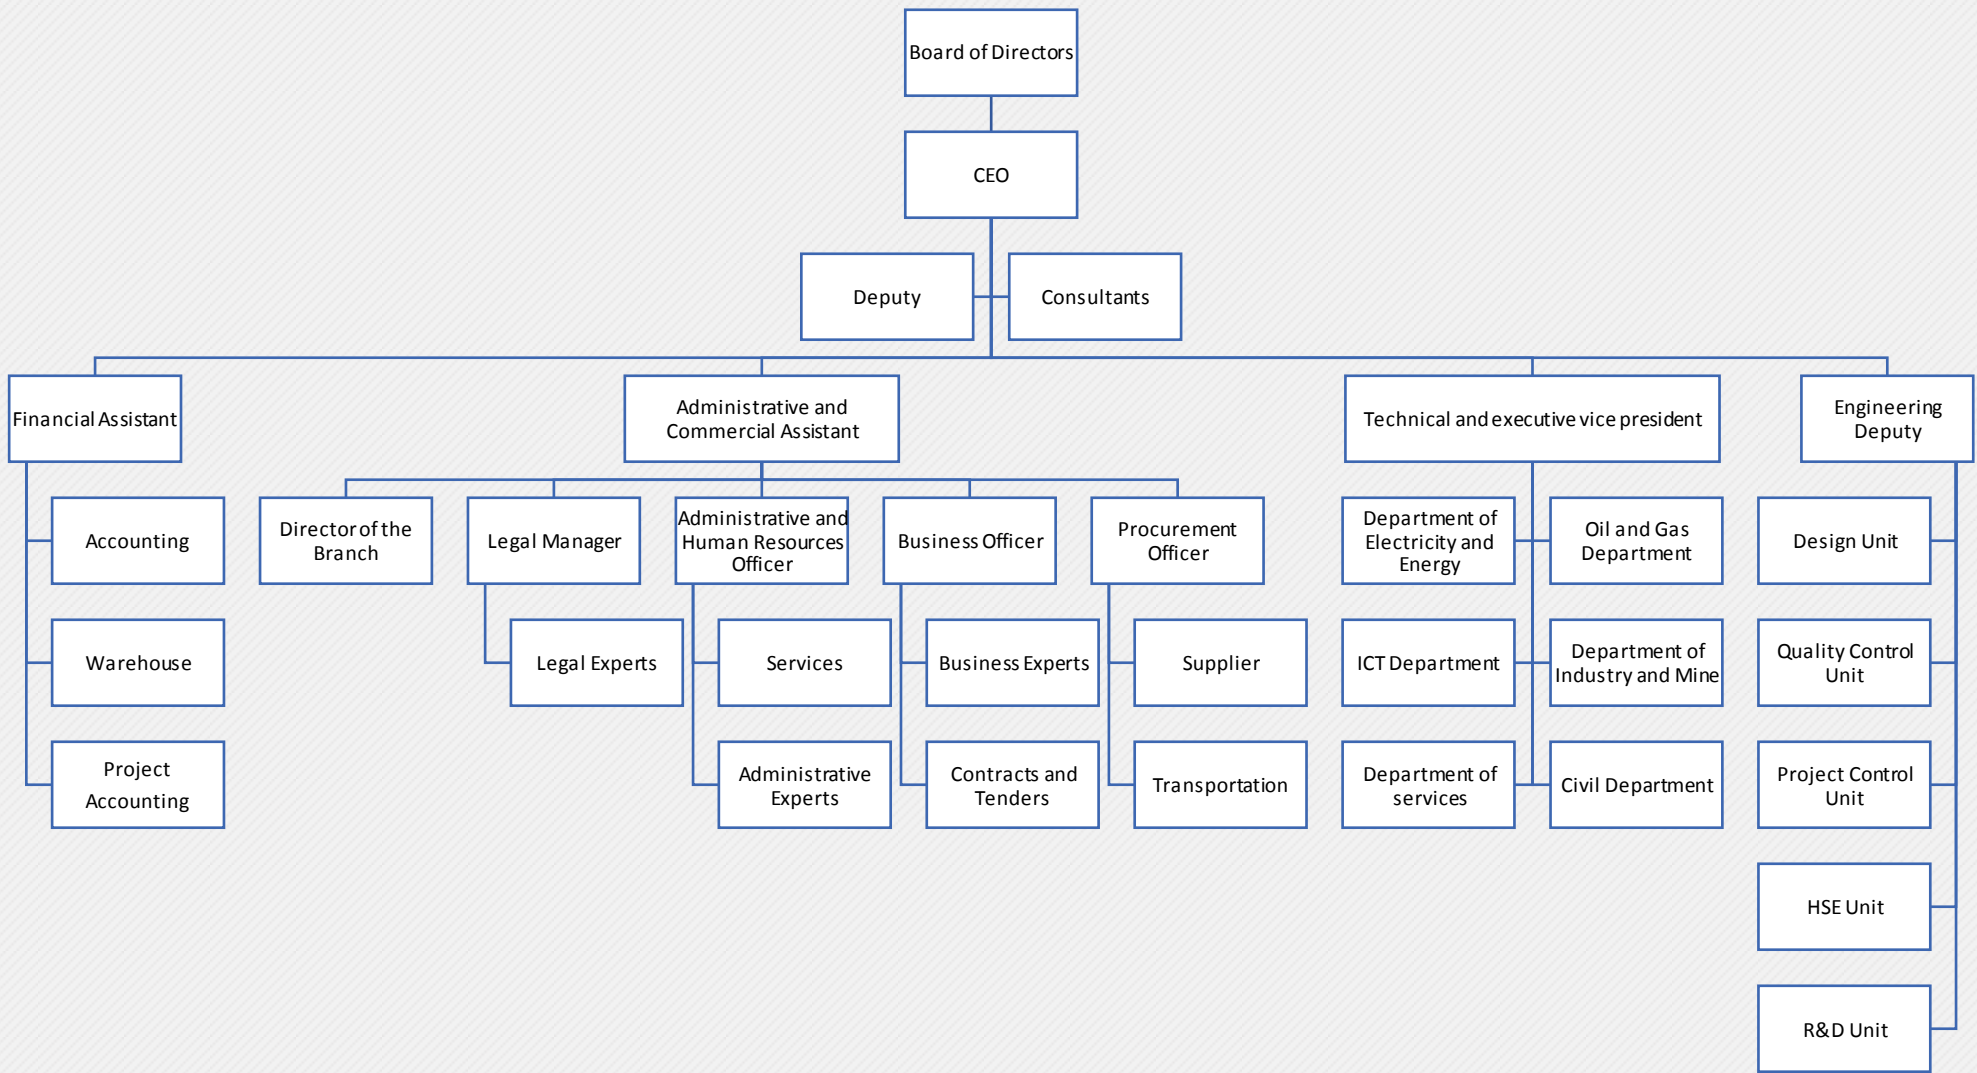 Board of Directors
CEO
Deputy
Consultants
Financial Assistant
Administrative and
Commercial Assistant
Technical and executive vice president
Engineering
Deputy
Accounting
Warehouse
Project
Accounting
Director of the
Branch
Legal Manager
Legal Experts
Administrative and
Human Resources
Officer
Services
Administrative
Experts
Business Officer
Business Experts
Contracts and
Tenders
Procurement
Officer
Supplier
Transportation
Department of
Electricity and
Energy
Oil and Gas
Department
ICT Department
Department of
Industry and Mine
Department of
services
Civil Department
Design Unit
Quality Control
Unit
Project Control
Unit
HSE Unit
R&D Unit